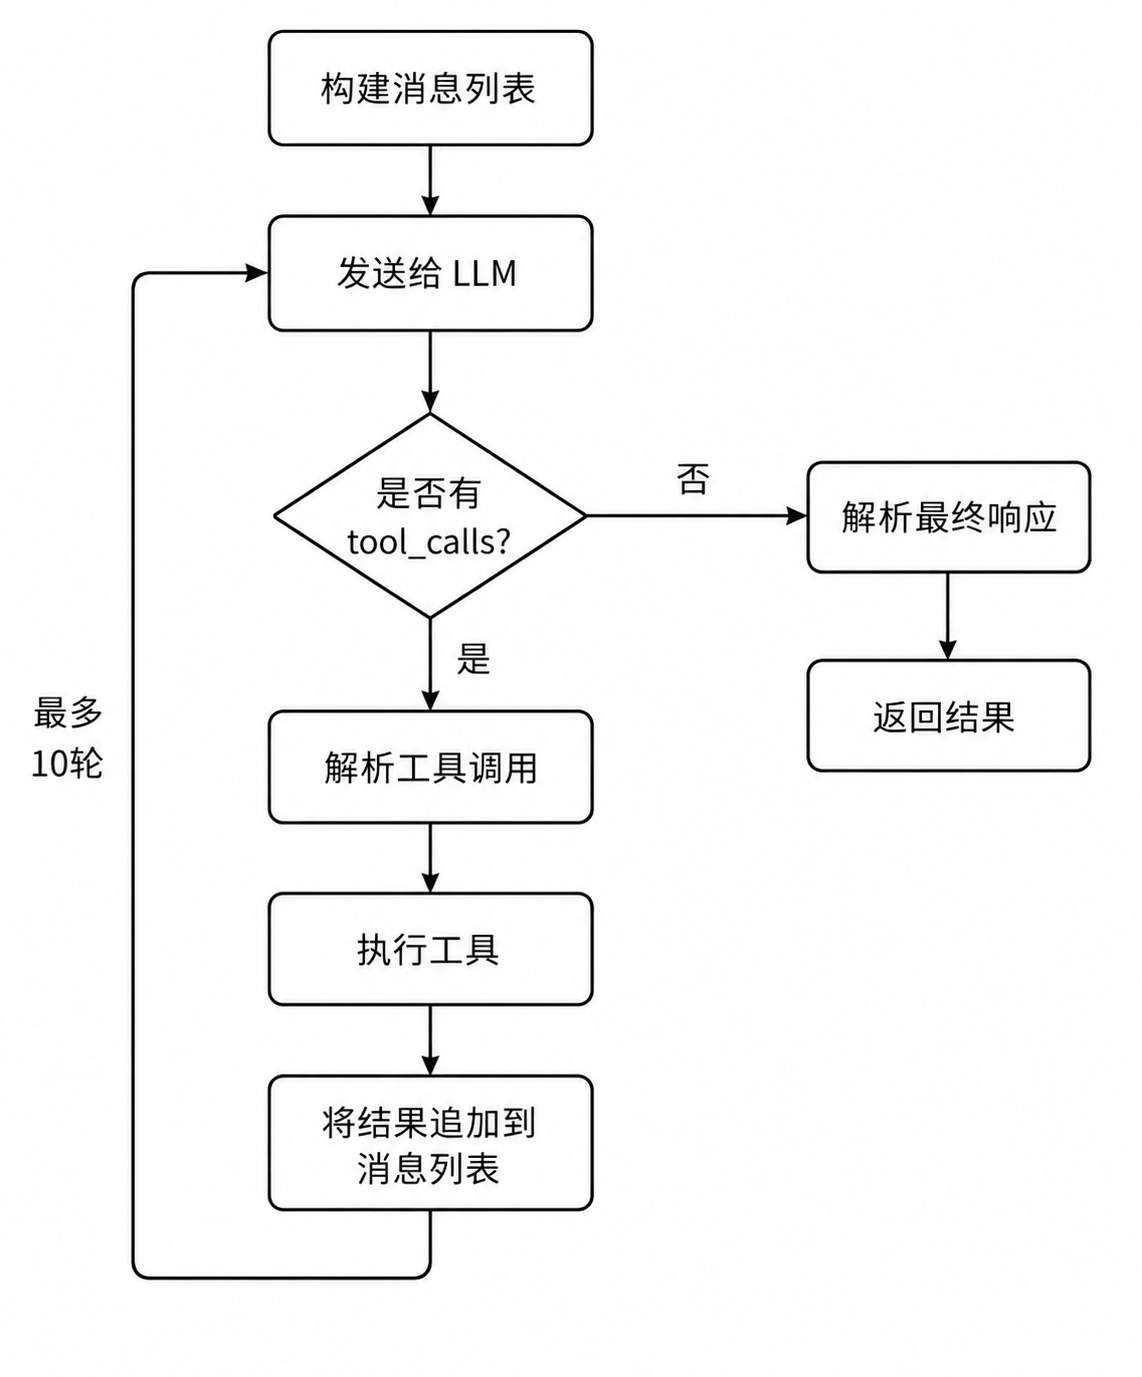 构建消息列表
发送给 LLM
是否有
tool_calls?
否
解析最终响应
返回结果
是
解析工具调用
最多
10轮
执行工具
将结果追加到
消息列表